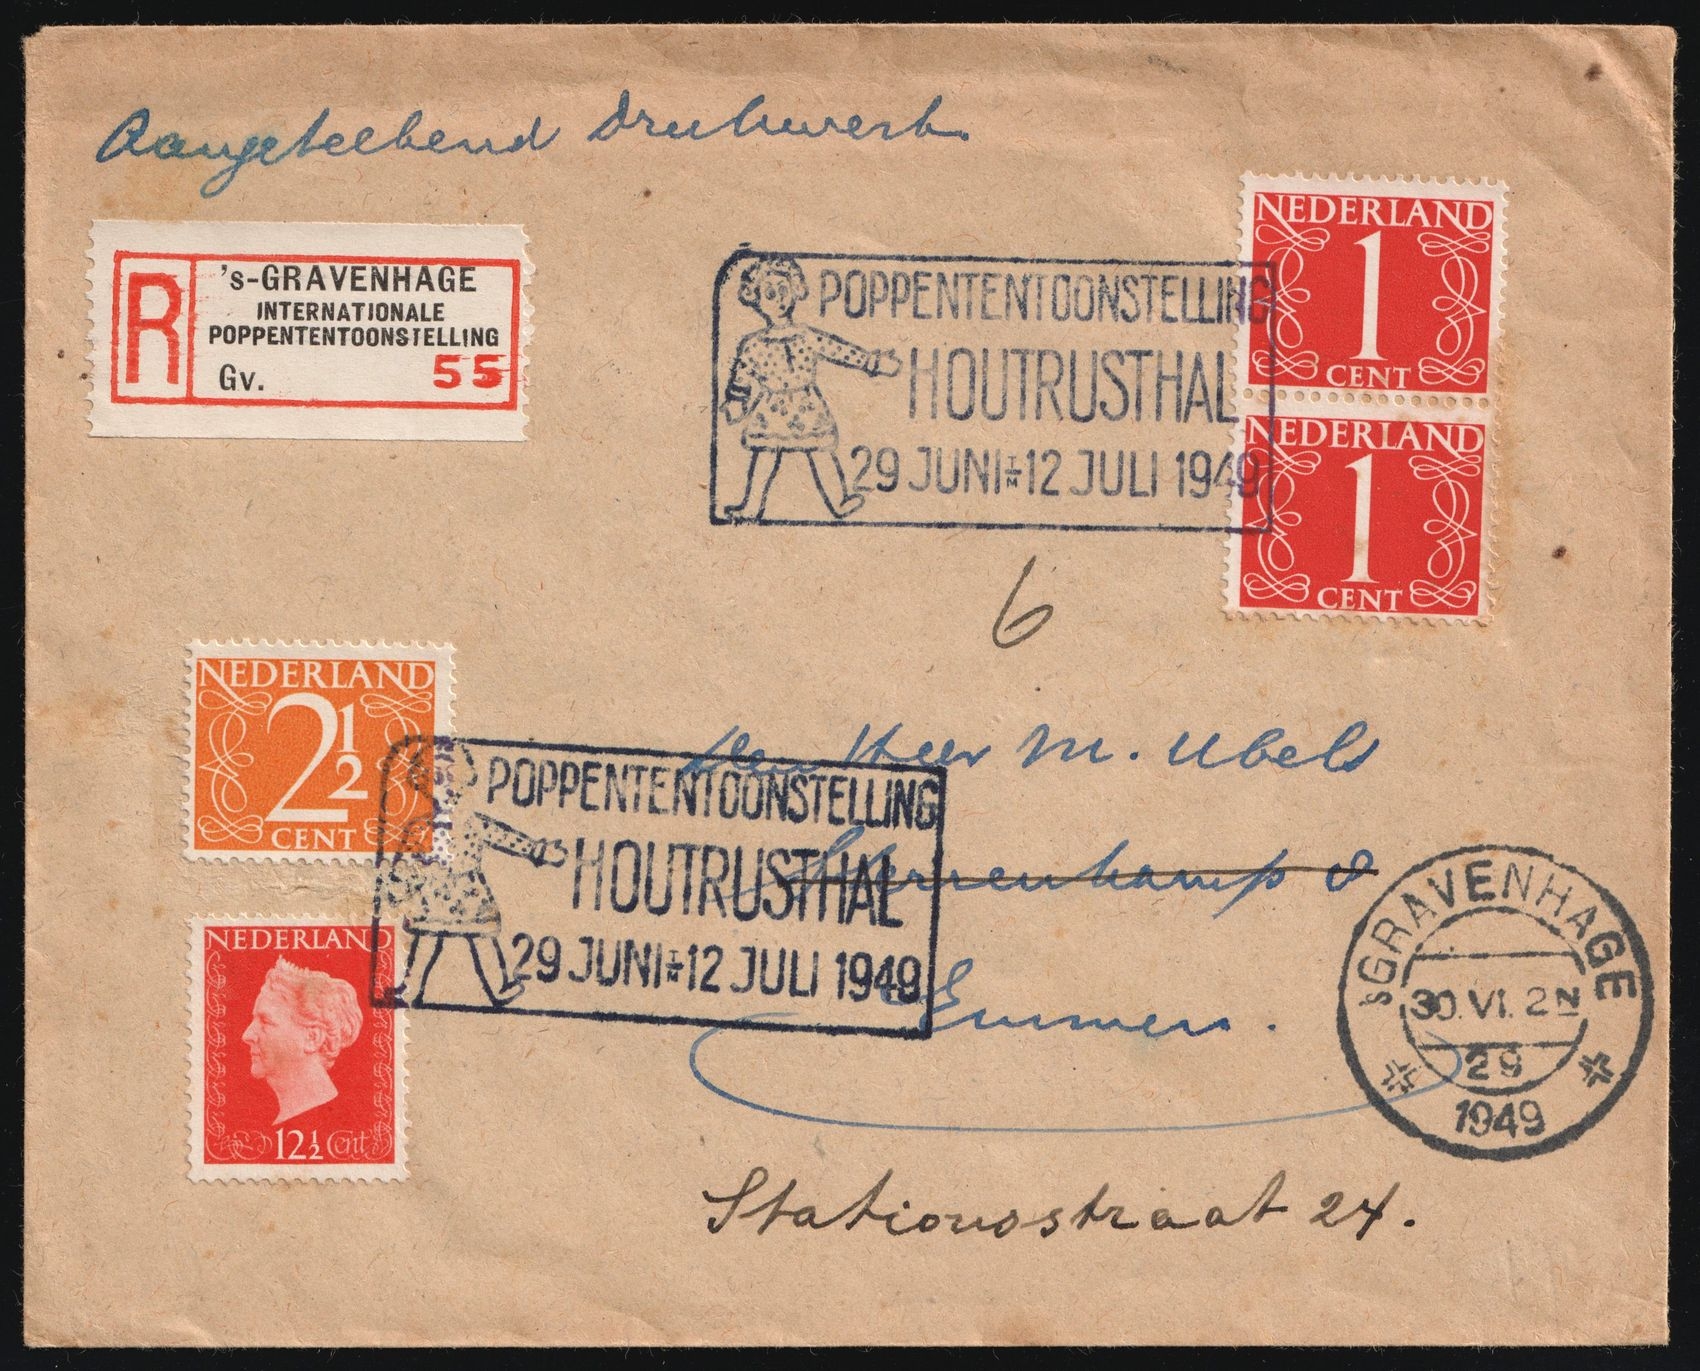 Aangeteekend Drukwerk.
R
's-GRAVENHAGE
INTERNATIONALE
POPPENTENTOONSTELLING
Gv. 55
POPPENTENTOONSTELLING
HOUTRUSTHAL
29 JUNI T/M 12 JULI 1949
NEDERLAND
1
CENT
NEDERLAND
1
CENT
6
NEDERLAND
2½
CENT
Den Heer M. Ubels
POPPENTENTOONSTELLING
HOUTRUSTHAL
29 JUNI T/M 12 JULI 1949
Emmen.
NEDERLAND
12½ Cent
'sGRAVENHAGE
30.VI. 2N
29
1949
Stationsstraat 24.